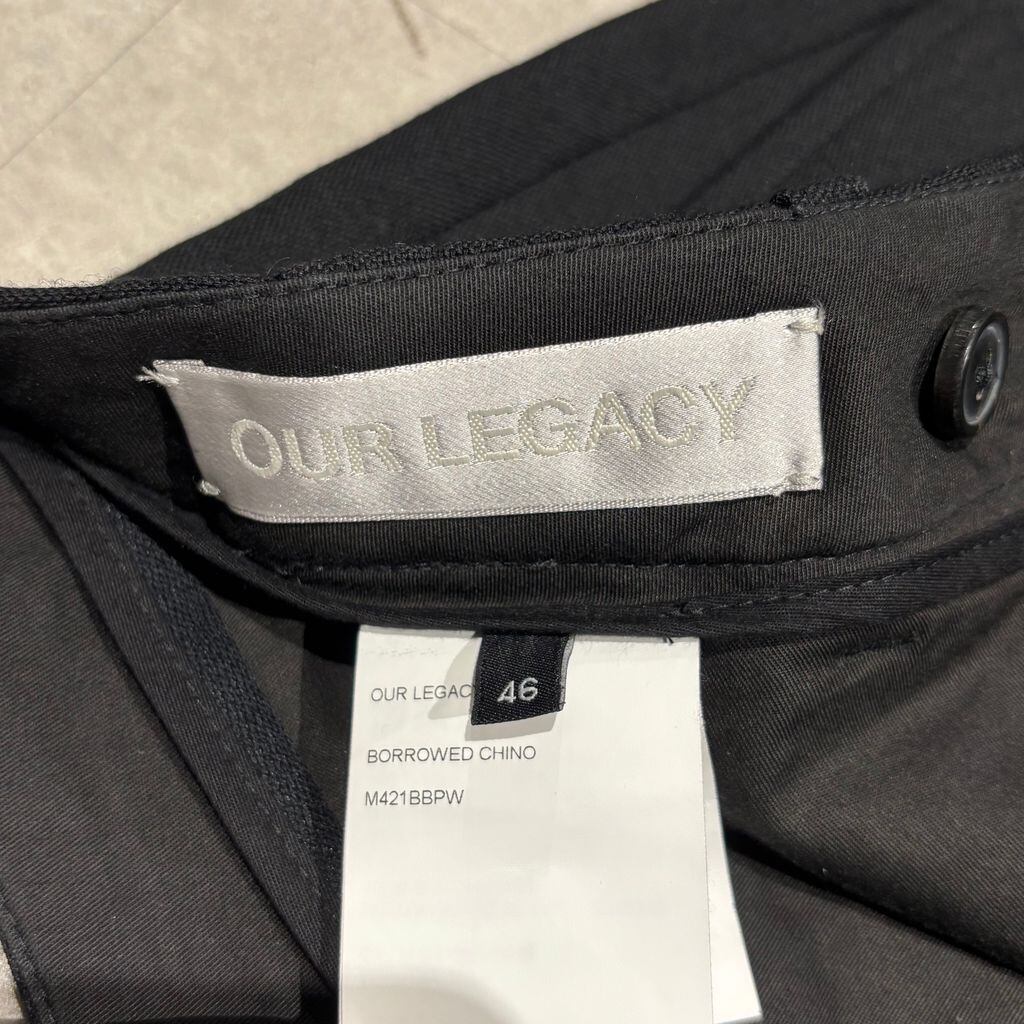 OUR LEGACY
46
OUR LEGAC
BORROWED CHINO
M421BBPW